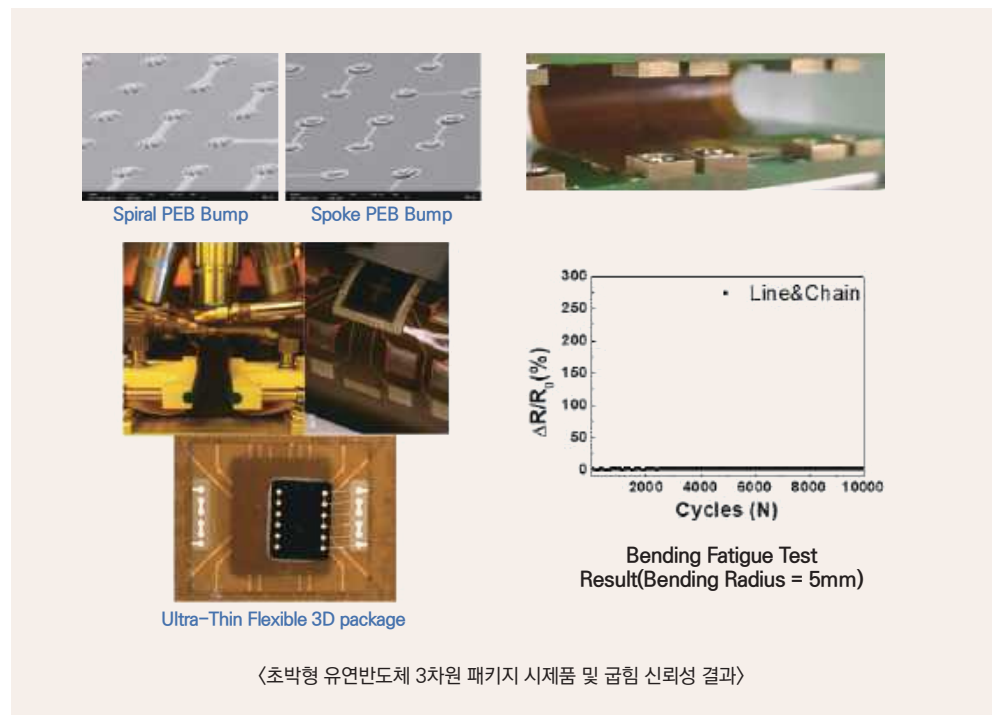 Spiral PEB Bump
Spoke PEB Bump
Ultra-Thin Flexible 3D package
300
250
200
150
100
50
0
ΔR/R₀(%)
Line&Chain
2000 4000 6000 8000 10000
Cycles (N)
Bending Fatigue Test
Result(Bending Radius = 5mm)
〈초박형 유연반도체 3차원 패키지 시제품 및 굽힘 신뢰성 결과〉